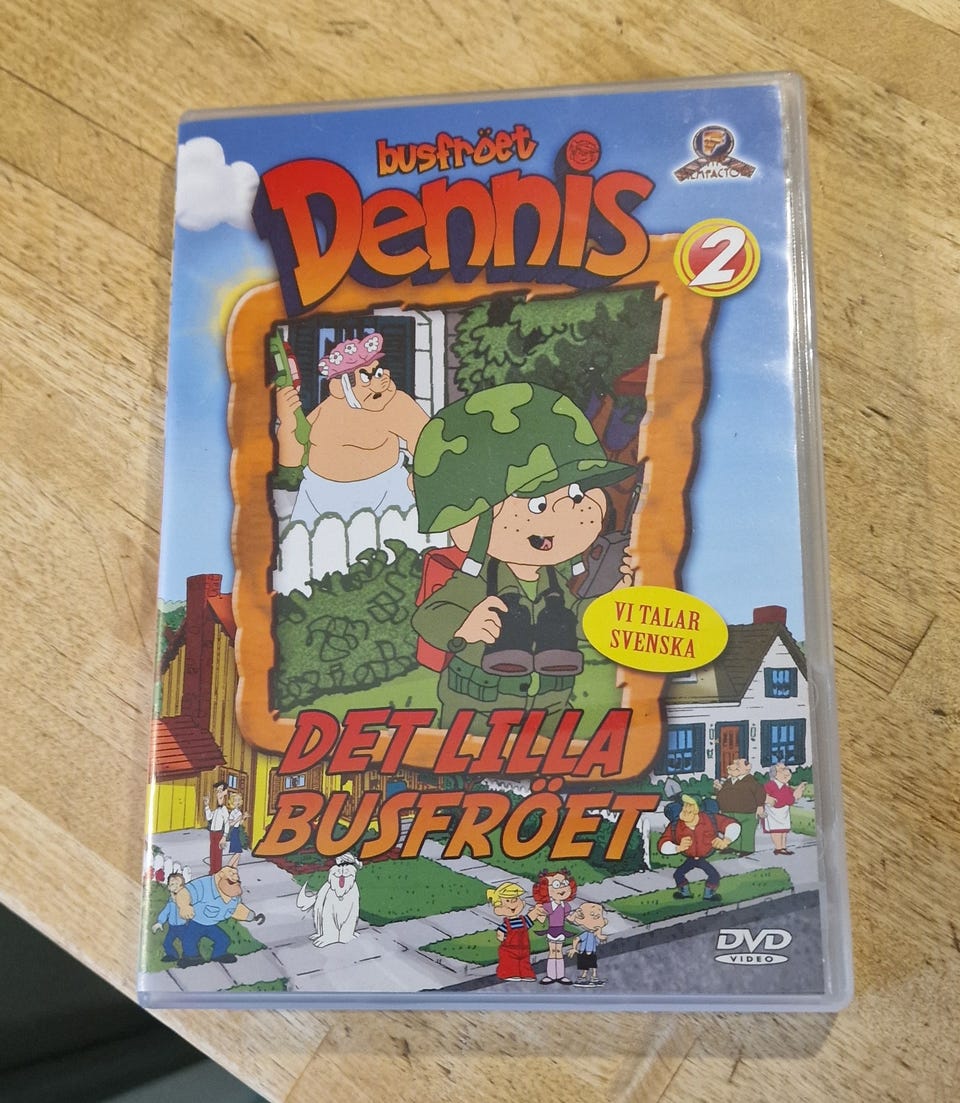 busfröet
Dennis
2
VI TALAR
SVENSKA
DET LILLA
BUSFRÖET
DVD
VIDEO